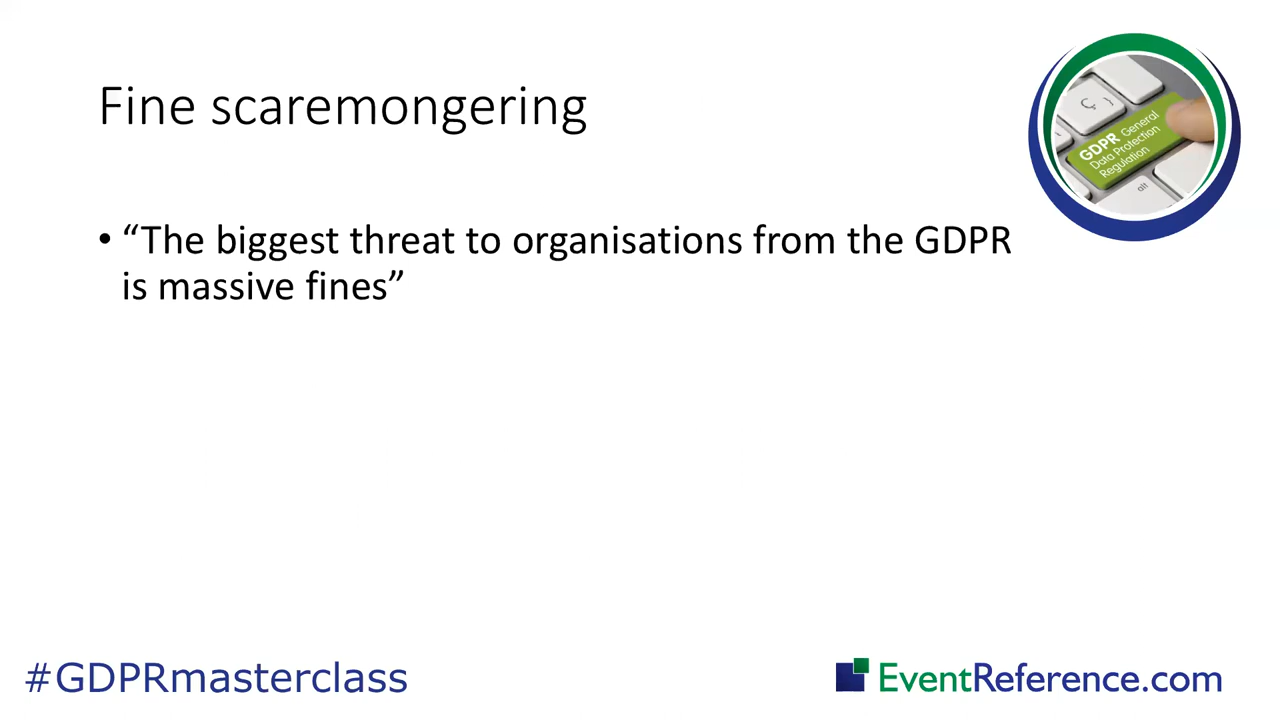 Fine scaremongering
• “The biggest threat to organisations from the GDPR
is massive fines”
Ç
GDPR General
Data Protection
Regulation
alt
#GDPRmasterclass
EventReference.com